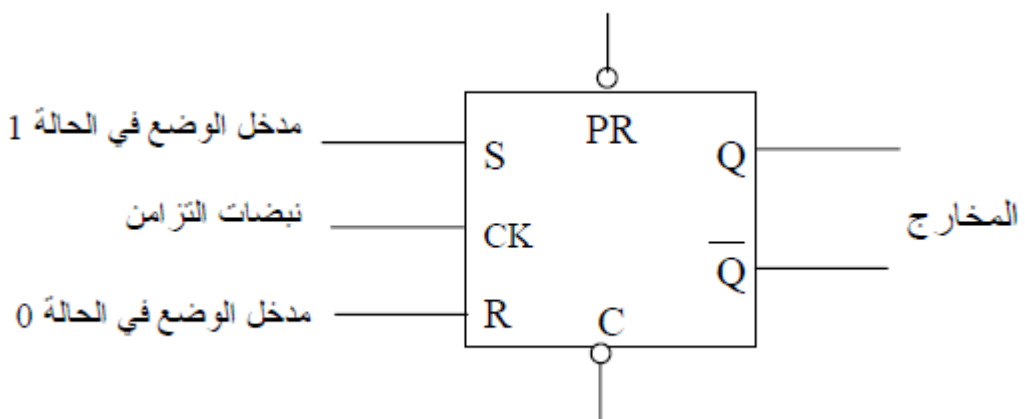 مدخل الوضع في الحالة 1
نبضات التزامن
مدخل الوضع في الحالة 0
PR
S
CK
R
C
Q
Q̅
المخارج